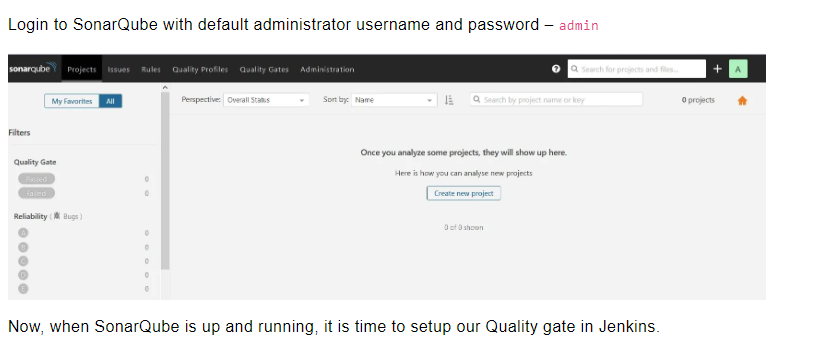 Login to SonarQube with default administrator username and password – admin
sonarqube Projects Issues Rules Quality Profiles Quality Gates Administration Search for projects and files... + A
My Favorites All Perspective: Overall Status Sort by: Name Search by project name or key 0 projects
Filters
Once you analyze some projects, they will show up here.
Quality Gate
Here is how you can analyse new projects
Passed 0
Failed 0
Create new project
Reliability ( Bugs )
0 of 0 shown
A 0
B 0
C 0
D 0
E 0
Now, when SonarQube is up and running, it is time to setup our Quality gate in Jenkins.